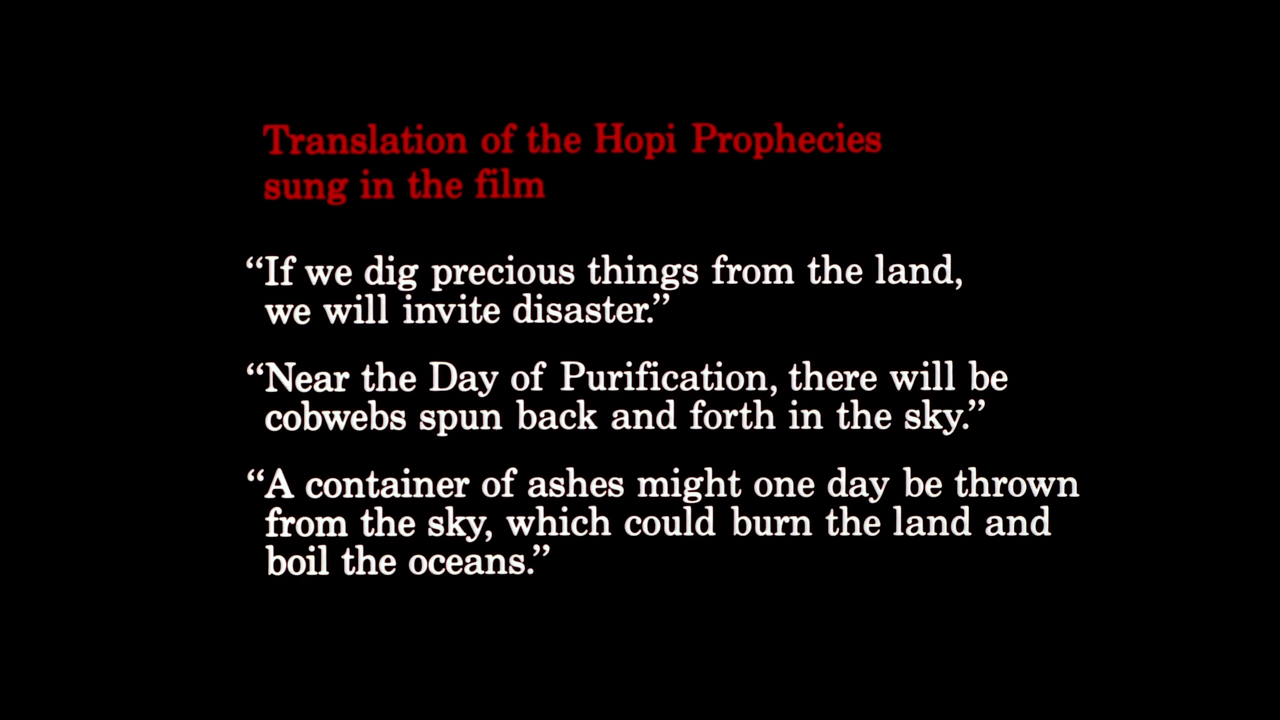 Translation of the Hopi Prophecies
sung in the film
“If we dig precious things from the land,
we will invite disaster.”
“Near the Day of Purification, there will be
cobwebs spun back and forth in the sky.”
“A container of ashes might one day be thrown
from the sky, which could burn the land and
boil the oceans.”